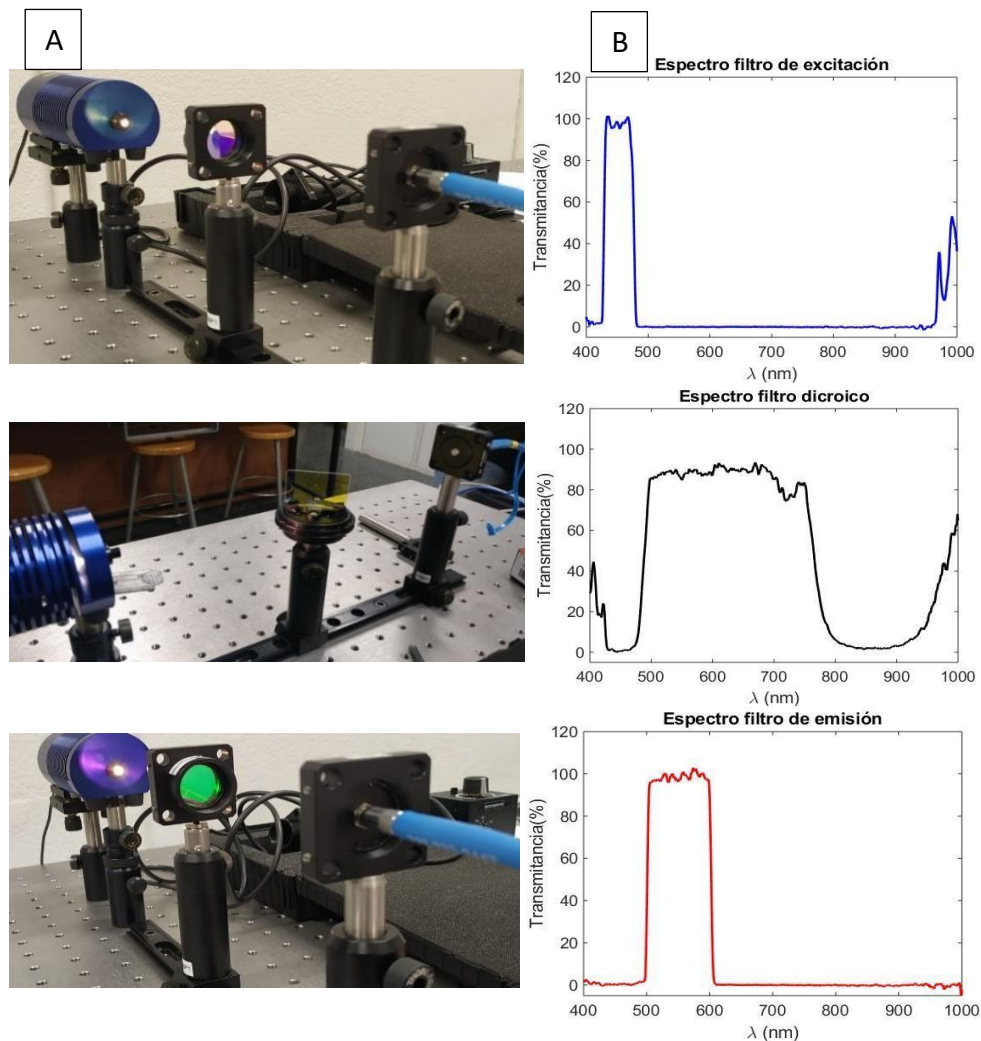 A
B
Espectro filtro de excitación
120
100
80
60
40
20
0
Transmitancia(%)
400 500 600 700 800 900 1000
λ (nm)
Espectro filtro dicroico
120
100
80
60
40
20
0
Transmitancia(%)
400 500 600 700 800 900 1000
λ (nm)
Espectro filtro de emisión
120
100
80
60
40
20
0
Transmitancia(%)
400 500 600 700 800 900 1000
λ (nm)